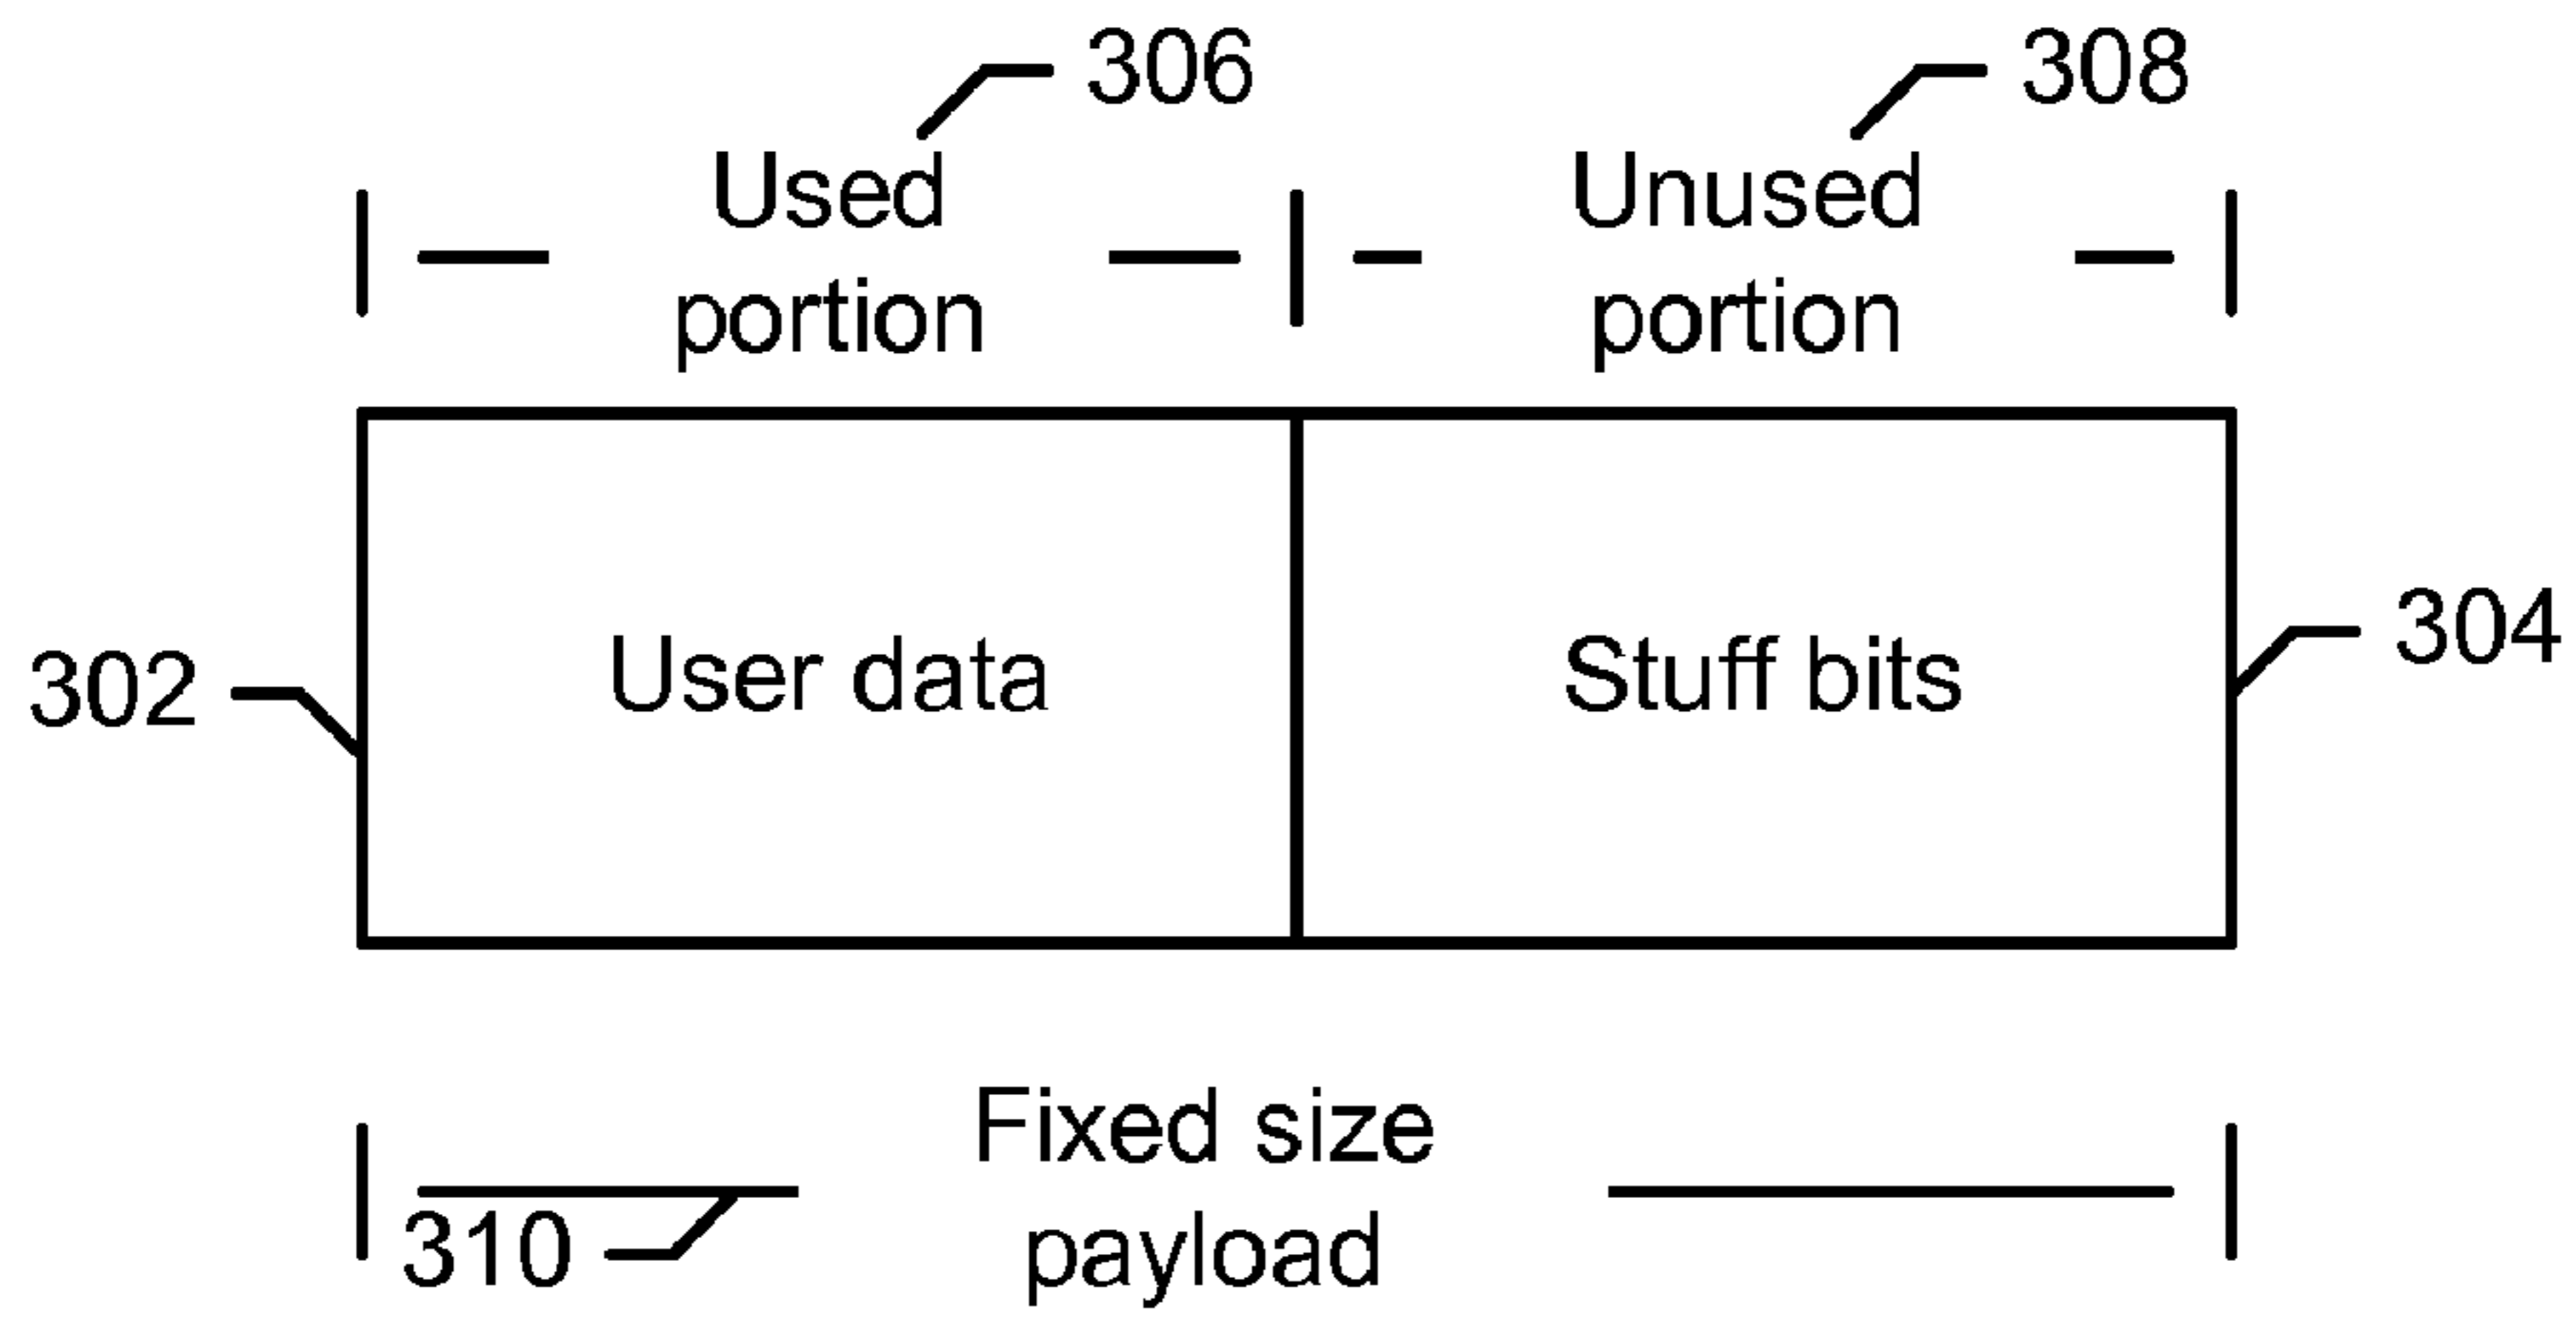 306
308
Used
portion
Unused
portion
User data
Stuff bits
302
304
Fixed size
payload
310